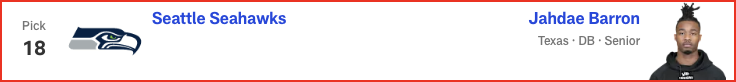 Pick
18
Seattle Seahawks
Jahdae Barron
Texas · DB · Senior